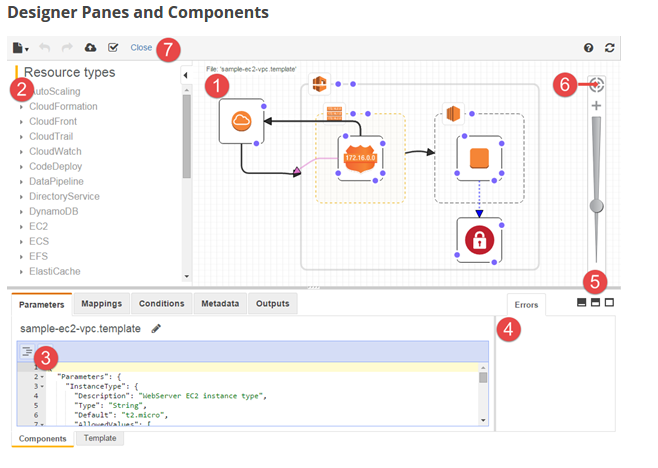 Designer Panes and Components
Close
7
Resource types
2
AutoScaling
CloudFormation
CloudFront
CloudTrail
CloudWatch
CodeDeploy
DataPipeline
DirectoryService
DynamoDB
EC2
ECS
EFS
ElastiCache
File: 'sample-ec2-vpc.template'
1
172.16.0.0
6
5
Parameters Mappings Conditions Metadata Outputs
Errors
4
sample-ec2-vpc.template
3
1
2 "Parameters": {
3 "InstanceType": {
4 "Description": "WebServer EC2 instance type",
5 "Type": "String",
6 "Default": "t2.micro",
7 "AllowedValues": [
Components Template